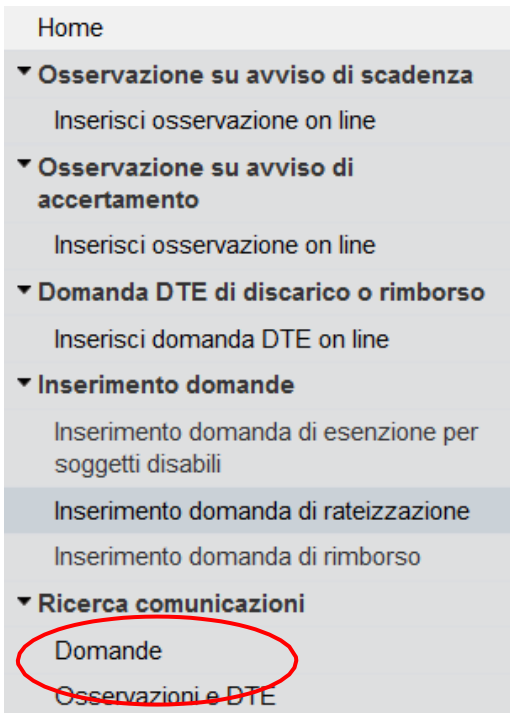 Home
Osservazione su avviso di scadenza
Inserisci osservazione on line
Osservazione su avviso di
accertamento
Inserisci osservazione on line
Domanda DTE di discarico o rimborso
Inserisci domanda DTE on line
Inserimento domande
Inserimento domanda di esenzione per
soggetti disabili
Inserimento domanda di rateizzazione
Inserimento domanda di rimborso
Ricerca comunicazioni
Domande
Osservazioni e DTE